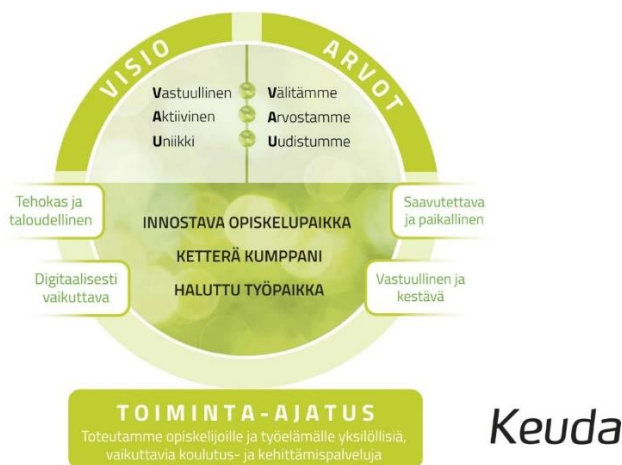 VISIO
ARVOT
Vastuullinen
Aktiivinen
Uniikki
Välitämme
Arvostamme
Uudistumme
Tehokas ja
taloudellinen
Saavutettava
ja paikallinen
INNOSTAVA OPISKELUPAIKKA
KETTERÄ KUMPPANI
HALUTTU TYÖPAIKKA
Digitaalisesti
vaikuttava
Vastuullinen ja
kestävä
TOIMINTA-AJATUS
Toteutamme opiskelijoille ja työelämälle yksilöllisiä,
vaikuttavia koulutus- ja kehittämispalveluja
Keuda